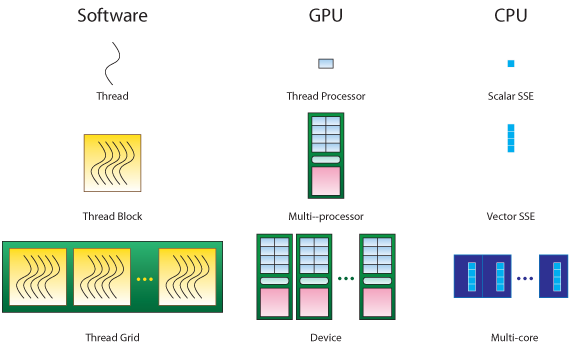 Software GPU CPU
Thread Thread Processor Scalar SSE
Thread Block Multi--processor Vector SSE
Thread Grid Device Multi-core